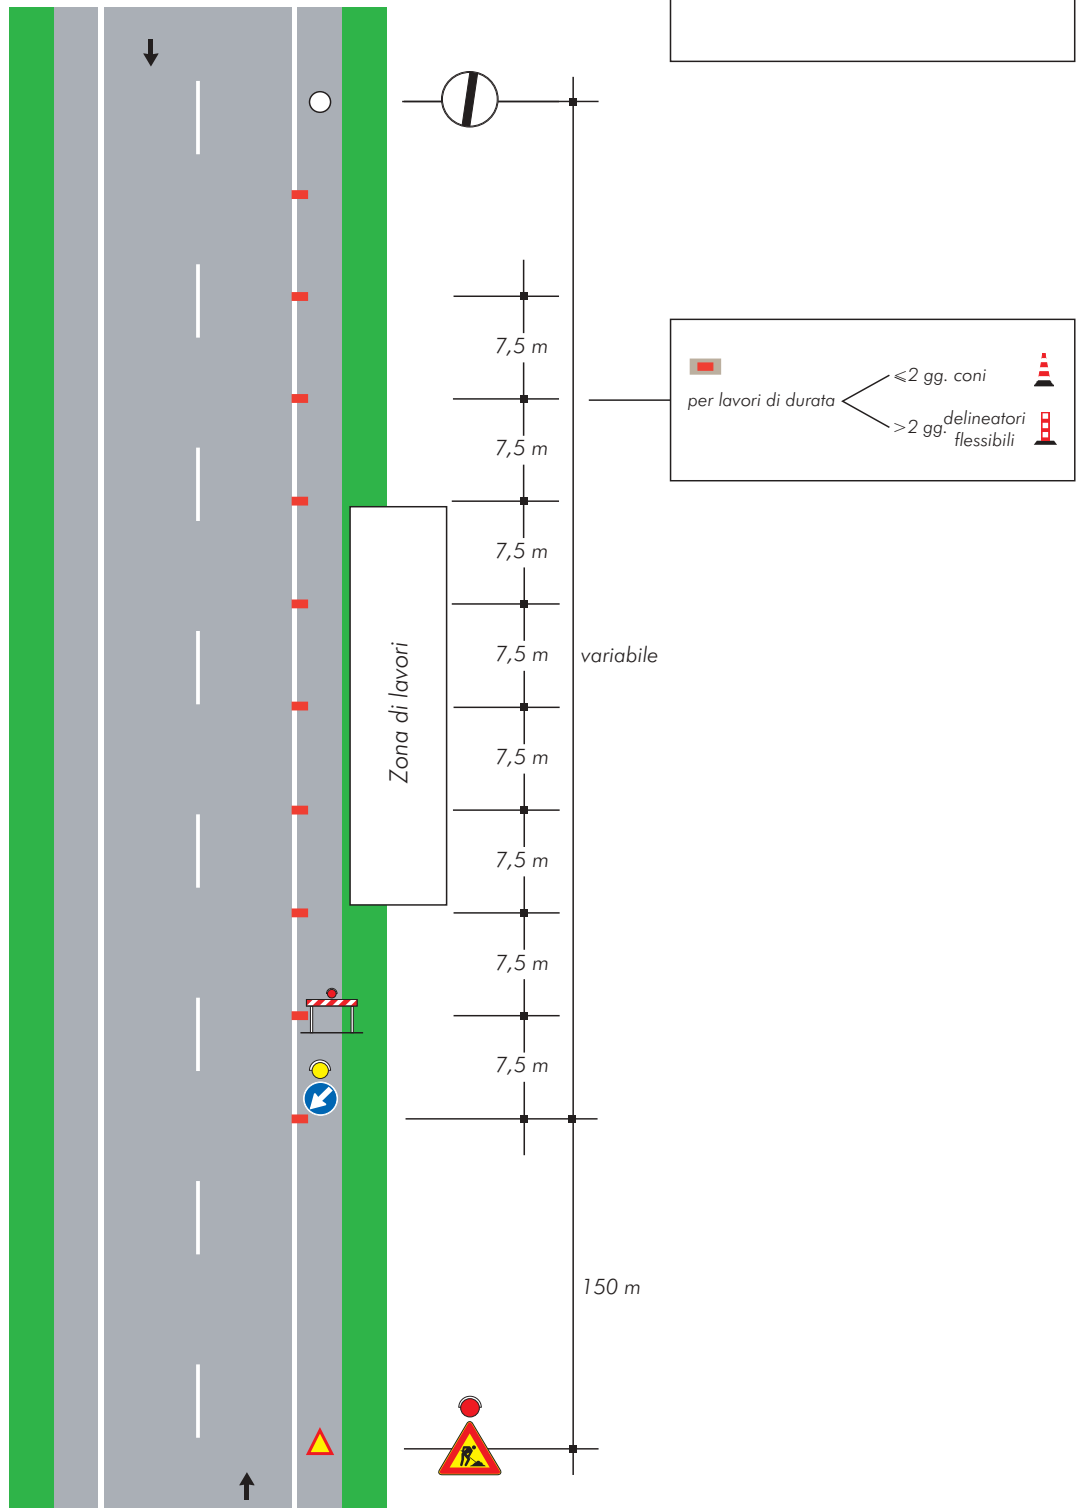 7,5 m
7,5 m
7,5 m
7,5 m
7,5 m
7,5 m
7,5 m
7,5 m
variabile
150 m
Zona di lavori
per lavori di durata
⩽2 gg. coni
>2 gg. delineatori
flessibili